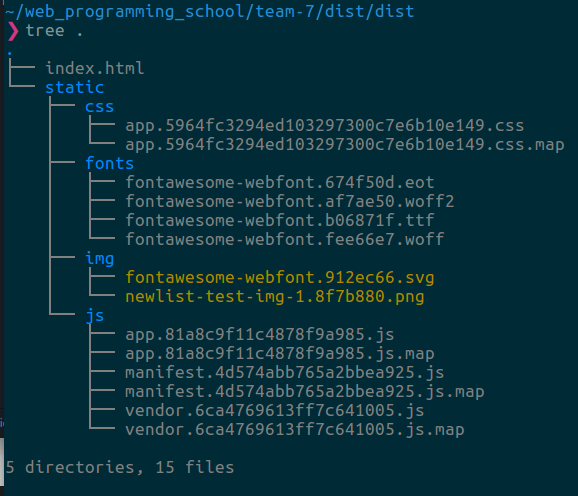 ~/web_programming_school/team-7/dist/dist
❯ tree .
.
├── index.html
└── static
    ├── css
    │   ├── app.5964fc3294ed103297300c7e6b10e149.css
    │   └── app.5964fc3294ed103297300c7e6b10e149.css.map
    ├── fonts
    │   ├── fontawesome-webfont.674f50d.eot
    │   ├── fontawesome-webfont.af7ae50.woff2
    │   ├── fontawesome-webfont.b06871f.ttf
    │   └── fontawesome-webfont.fee66e7.woff
    ├── img
    │   ├── fontawesome-webfont.912ec66.svg
    │   └── newlist-test-img-1.8f7b880.png
    └── js
        ├── app.81a8c9f11c4878f9a985.js
        ├── app.81a8c9f11c4878f9a985.js.map
        ├── manifest.4d574abb765a2bbea925.js
        ├── manifest.4d574abb765a2bbea925.js.map
        ├── vendor.6ca4769613ff7c641005.js
        └── vendor.6ca4769613ff7c641005.js.map
5 directories, 15 files